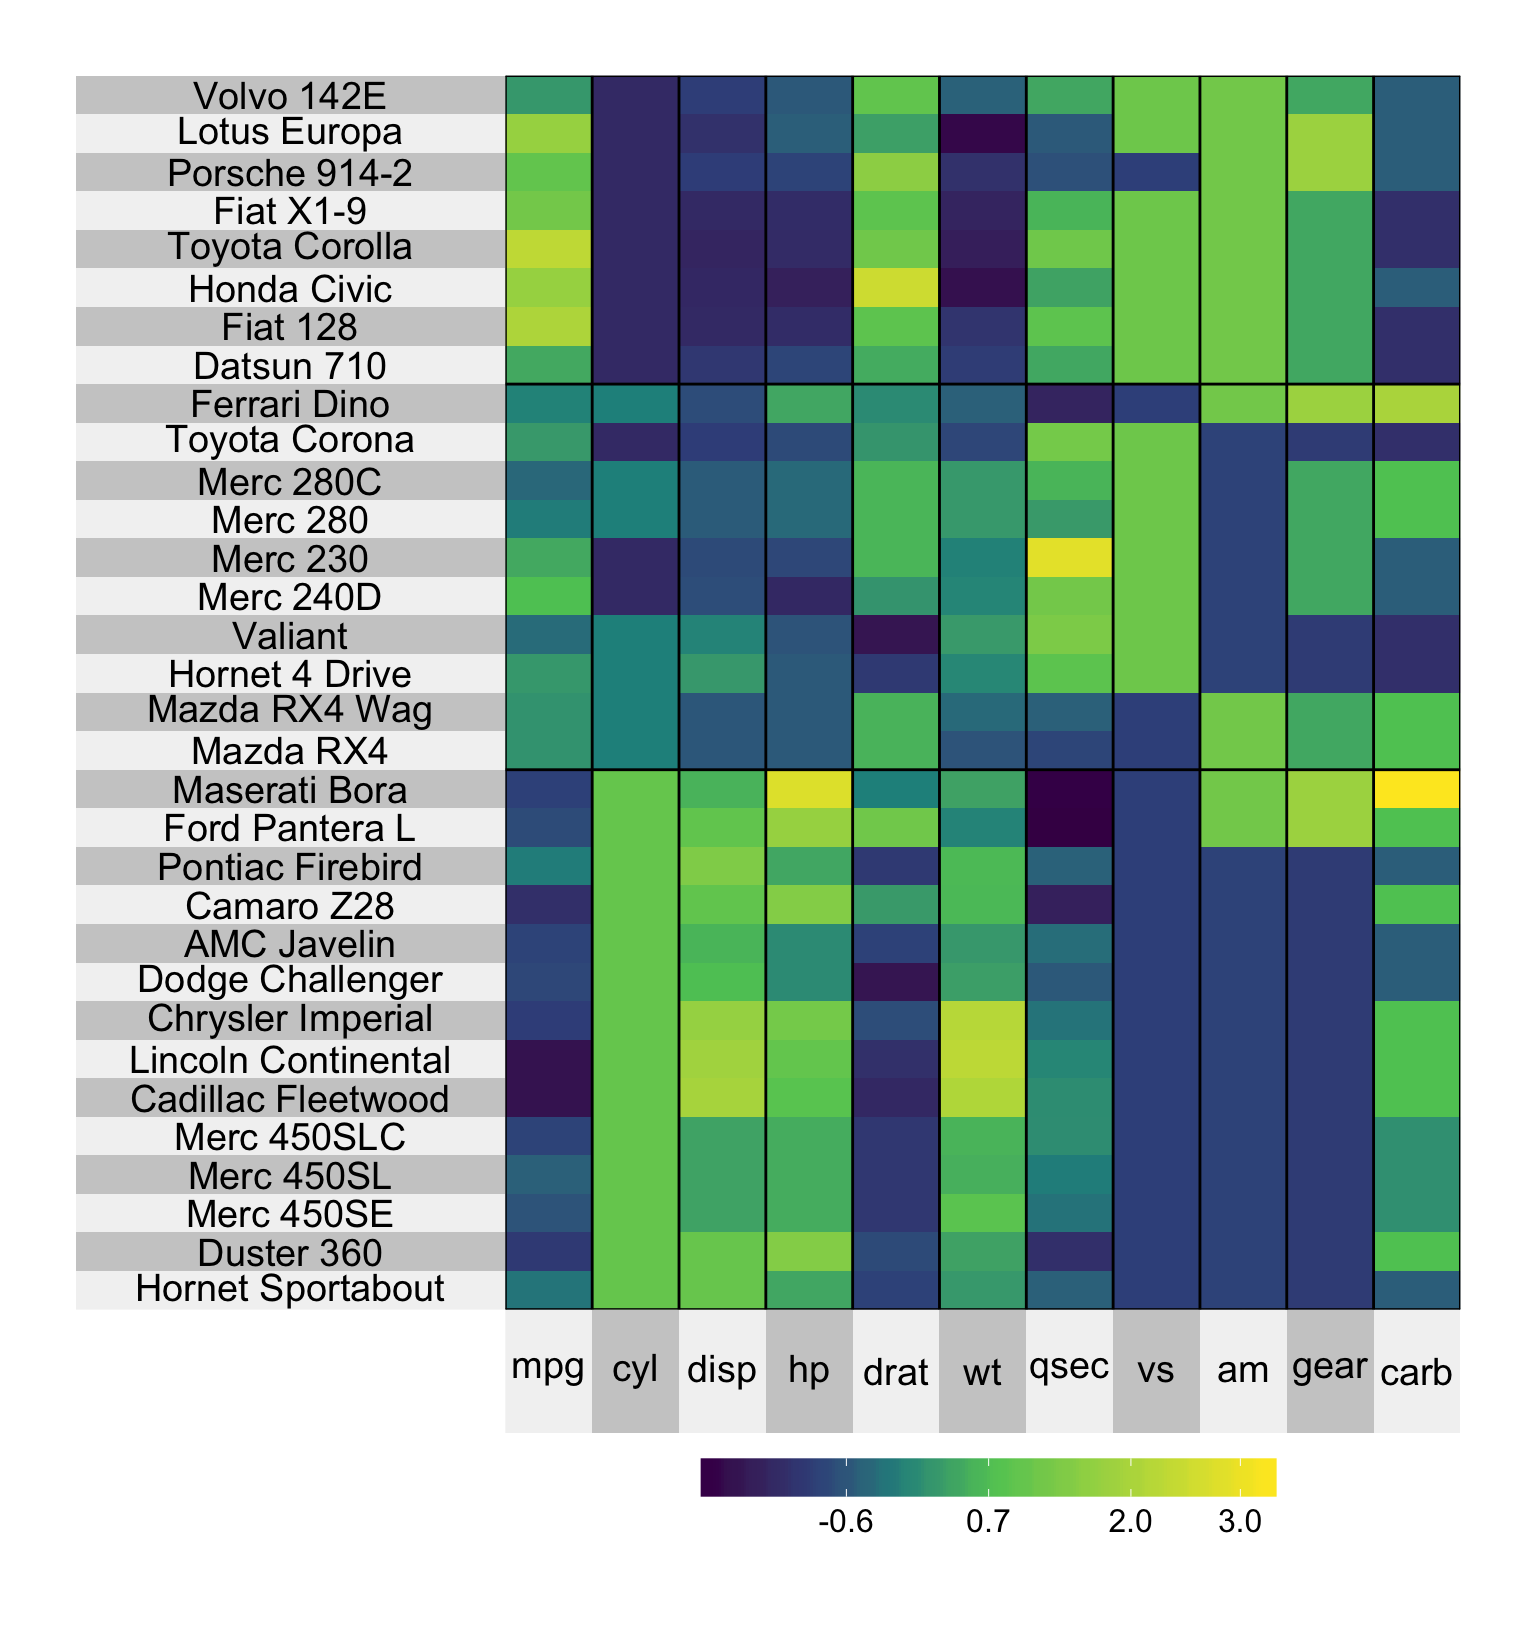 Volvo 142E
Lotus Europa
Porsche 914-2
Fiat X1-9
Toyota Corolla
Honda Civic
Fiat 128
Datsun 710
Ferrari Dino
Toyota Corona
Merc 280C
Merc 280
Merc 230
Merc 240D
Valiant
Hornet 4 Drive
Mazda RX4 Wag
Mazda RX4
Maserati Bora
Ford Pantera L
Pontiac Firebird
Camaro Z28
AMC Javelin
Dodge Challenger
Chrysler Imperial
Lincoln Continental
Cadillac Fleetwood
Merc 450SLC
Merc 450SL
Merc 450SE
Duster 360
Hornet Sportabout
mpg cyl disp hp drat wt qsec vs am gear carb
-0.6 0.7 2.0 3.0